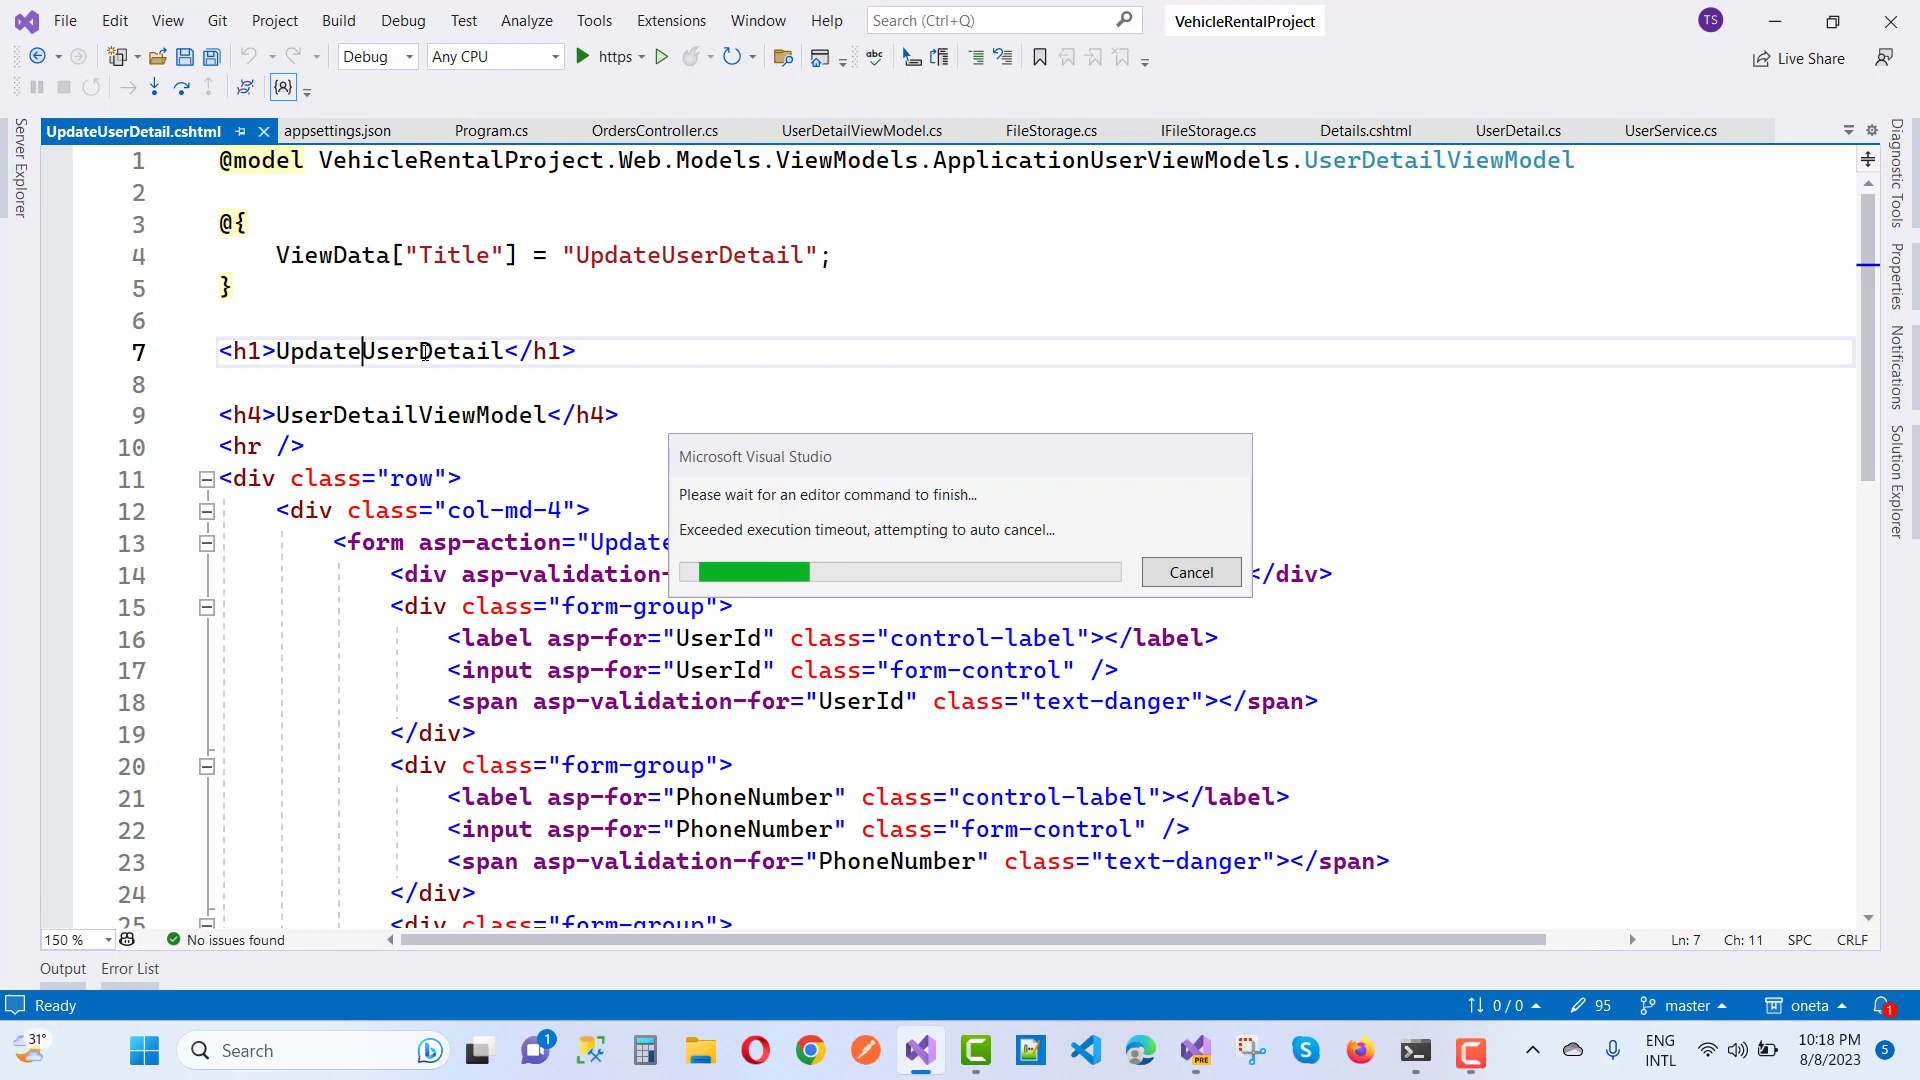 File Edit View Git Project Build Debug Test Analyze Tools Extensions Window Help Search (Ctrl+Q) VehicleRentalProject TS
Debug Any CPU https Live Share
UpdateUserDetail.cshtml appsettings.json Program.cs OrdersController.cs UserDetailViewModel.cs FileStorage.cs IFileStorage.cs Details.cshtml UserDetail.cs UserService.cs
Server Explorer
1 @model VehicleRentalProject.Web.Models.ViewModels.ApplicationUserViewModels.UserDetailViewModel
2
3 @{
4 ViewData["Title"] = "UpdateUserDetail";
5 }
6
7 <h1>UpdateUserDetail</h1>
8
9 <h4>UserDetailViewModel</h4>
10 <hr />
11 <div class="row">
12 <div class="col-md-4">
13 <form asp-action="Update
14 <div asp-validation- </div>
15 <div class="form-group">
16 <label asp-for="UserId" class="control-label"></label>
17 <input asp-for="UserId" class="form-control" />
18 <span asp-validation-for="UserId" class="text-danger"></span>
19 </div>
20 <div class="form-group">
21 <label asp-for="PhoneNumber" class="control-label"></label>
22 <input asp-for="PhoneNumber" class="form-control" />
23 <span asp-validation-for="PhoneNumber" class="text-danger"></span>
24 </div>
25 <div class="form-group">
Microsoft Visual Studio
Please wait for an editor command to finish...
Exceeded execution timeout, attempting to auto cancel...
Cancel
Diagnostic Tools
Properties
Notifications
Solution Explorer
150 % No issues found Ln: 7 Ch: 11 SPC CRLF
Output Error List
Ready 0 / 0 95 master oneta 1
31° Search 1 PRE ENG INTL 10:18 PM 8/8/2023 5